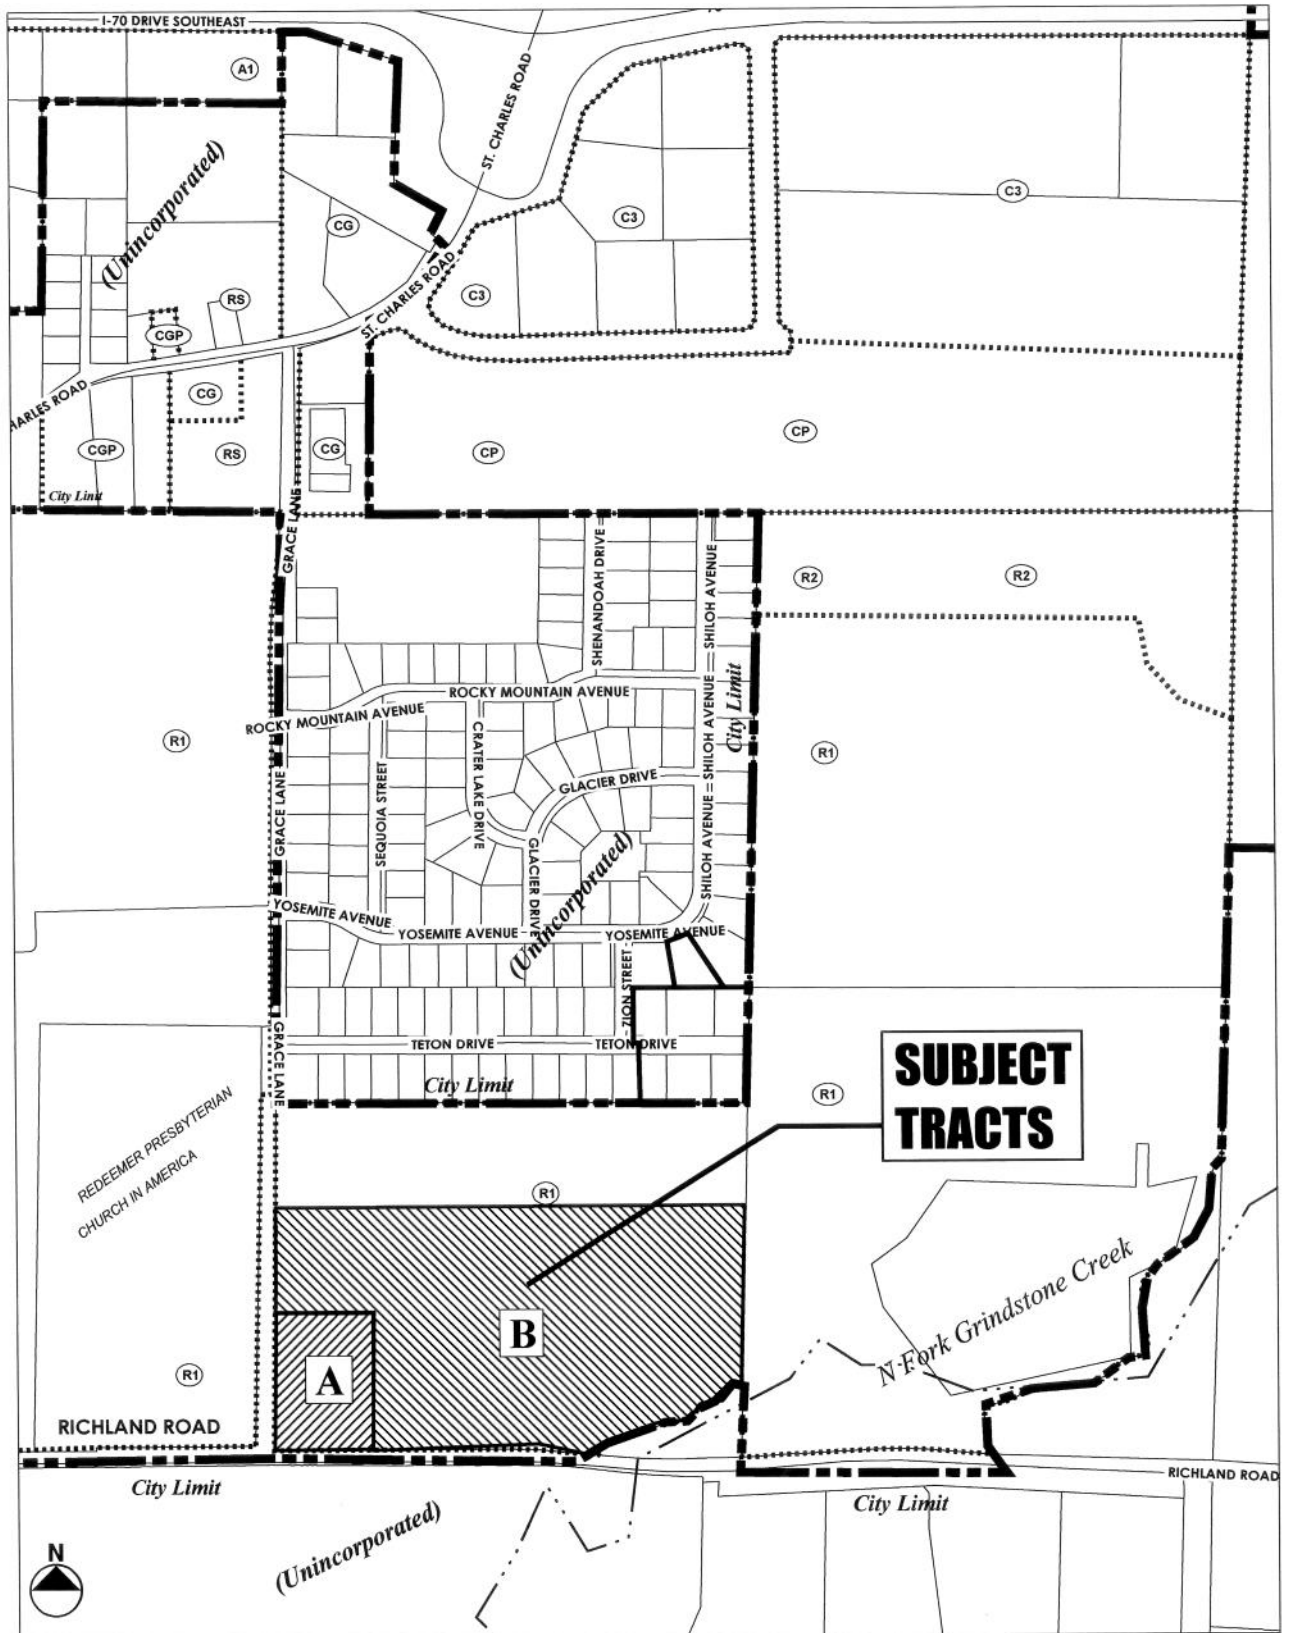 I-70 DRIVE SOUTHEAST
A1
ST. CHARLES ROAD
(Unincorporated)
C3
C3
CG
RS
C3
ST. CHARLES ROAD
CGP
CG
CHARLES ROAD
CGP
RS
CG
CP
CP
City Limit
GRACE LANE
SHENANDOAH DRIVE
SHILOH AVENUE
R2
R2
City Limit
ROCKY MOUNTAIN AVENUE
ROCKY MOUNTAIN AVENUE
SHILOH AVENUE
R1
R1
CRATER LAKE DRIVE
GLACIER DRIVE
GRACE LANE
SEQUOIA STREET
SHILOH AVENUE
GLACIER DRIVE
(Unincorporated)
YOSEMITE AVENUE
YOSEMITE AVENUE
YOSEMITE AVENUE
ZION STREET
GRACE LANE
TETON DRIVE
TETON DRIVE
City Limit
SUBJECT
TRACTS
R1
REDEEMER PRESBYTERIAN
CHURCH IN AMERICA
R1
N Fork Grindstone Creek
B
A
R1
RICHLAND ROAD
City Limit
RICHLAND ROAD
City Limit
(Unincorporated)
N